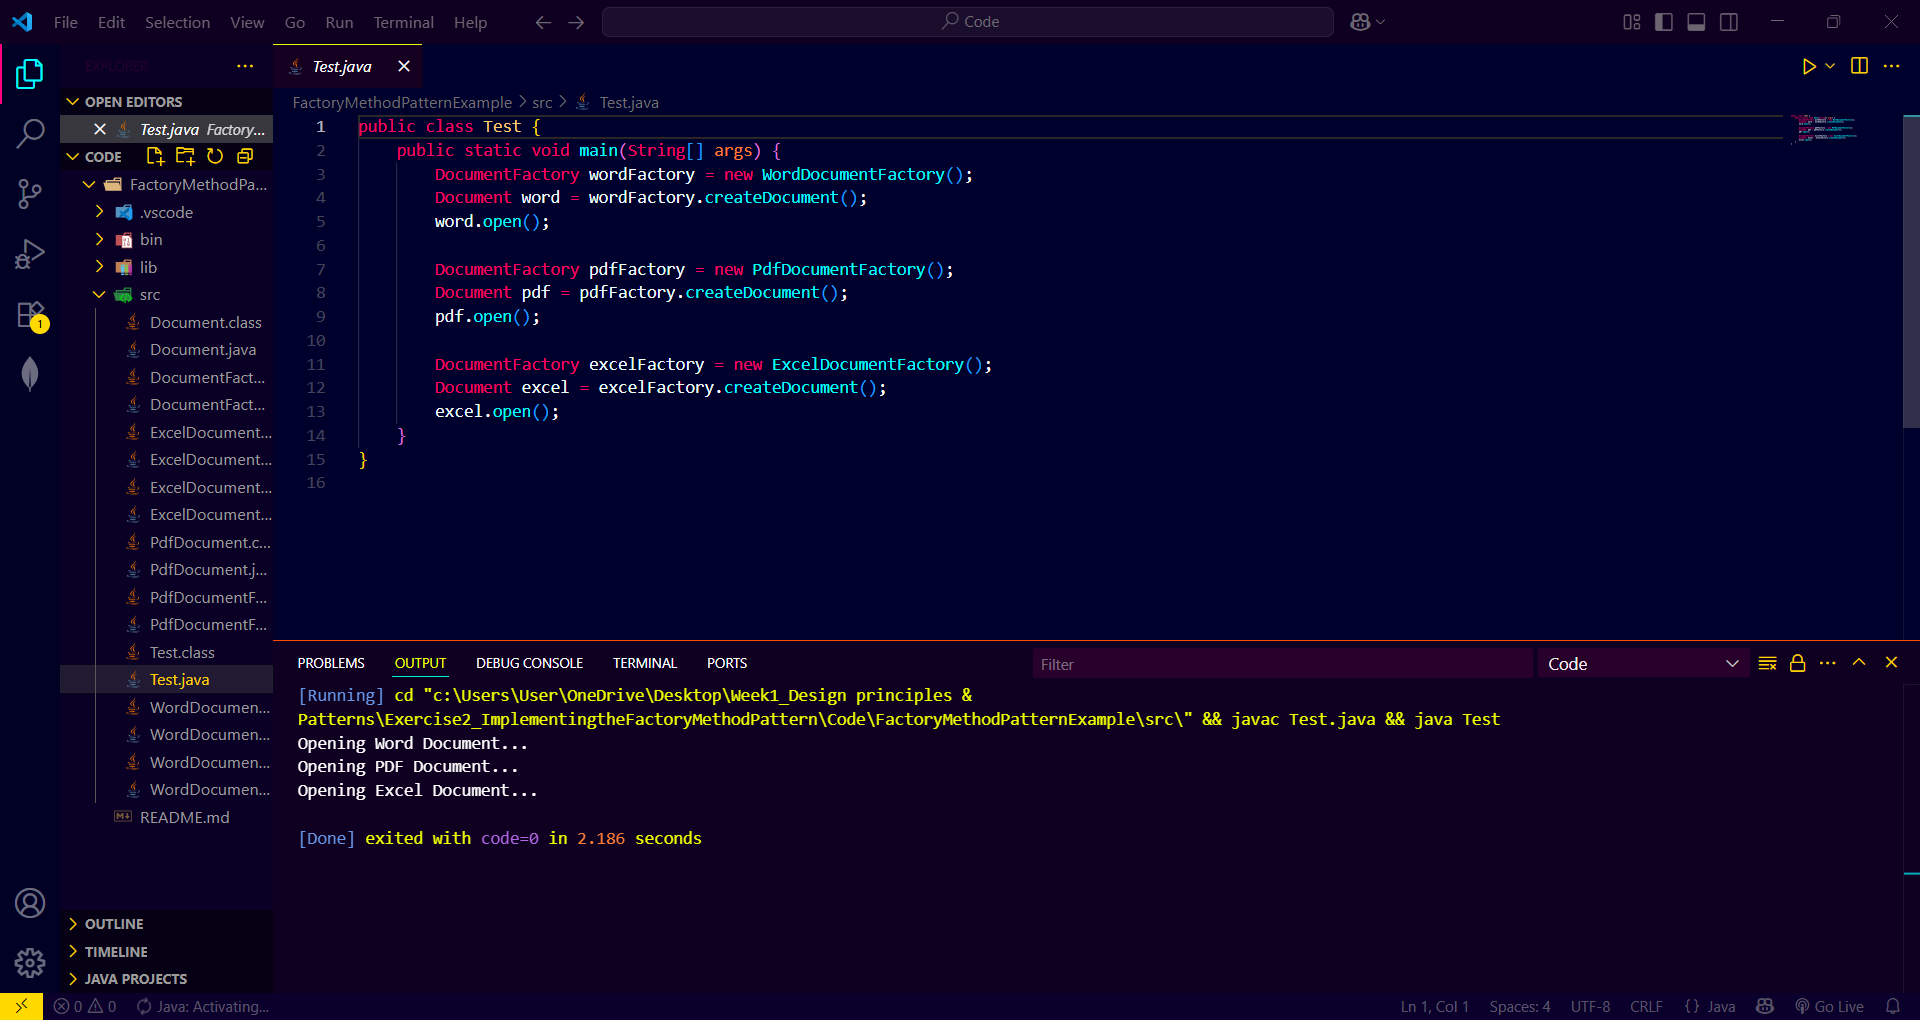 File Edit Selection View Go Run Terminal Help
Code
EXPLORER
Test.java
OPEN EDITORS
Test.java Factory...
CODE
FactoryMethodPa...
.vscode
bin
lib
src
Document.class
Document.java
DocumentFact...
DocumentFact...
ExcelDocument...
ExcelDocument...
ExcelDocument...
ExcelDocument...
PdfDocument.c...
PdfDocument.j...
PdfDocumentF...
PdfDocumentF...
Test.class
Test.java
WordDocumen...
WordDocumen...
WordDocumen...
WordDocumen...
README.md
OUTLINE
TIMELINE
JAVA PROJECTS
1
FactoryMethodPatternExample > src > Test.java
1 public class Test {
2 public static void main(String[] args) {
3 DocumentFactory wordFactory = new WordDocumentFactory();
4 Document word = wordFactory.createDocument();
5 word.open();
6
7 DocumentFactory pdfFactory = new PdfDocumentFactory();
8 Document pdf = pdfFactory.createDocument();
9 pdf.open();
10
11 DocumentFactory excelFactory = new ExcelDocumentFactory();
12 Document excel = excelFactory.createDocument();
13 excel.open();
14 }
15 }
16
PROBLEMS OUTPUT DEBUG CONSOLE TERMINAL PORTS
Filter
Code
[Running] cd "c:\Users\User\OneDrive\Desktop\Week1_Design principles &
Patterns\Exercise2_ImplementingtheFactoryMethodPattern\Code\FactoryMethodPatternExample\src\" && javac Test.java && java Test
Opening Word Document...
Opening PDF Document...
Opening Excel Document...
[Done] exited with code=0 in 2.186 seconds
0 0 Java: Activating...
Ln 1, Col 1 Spaces: 4 UTF-8 CRLF {} Java Go Live